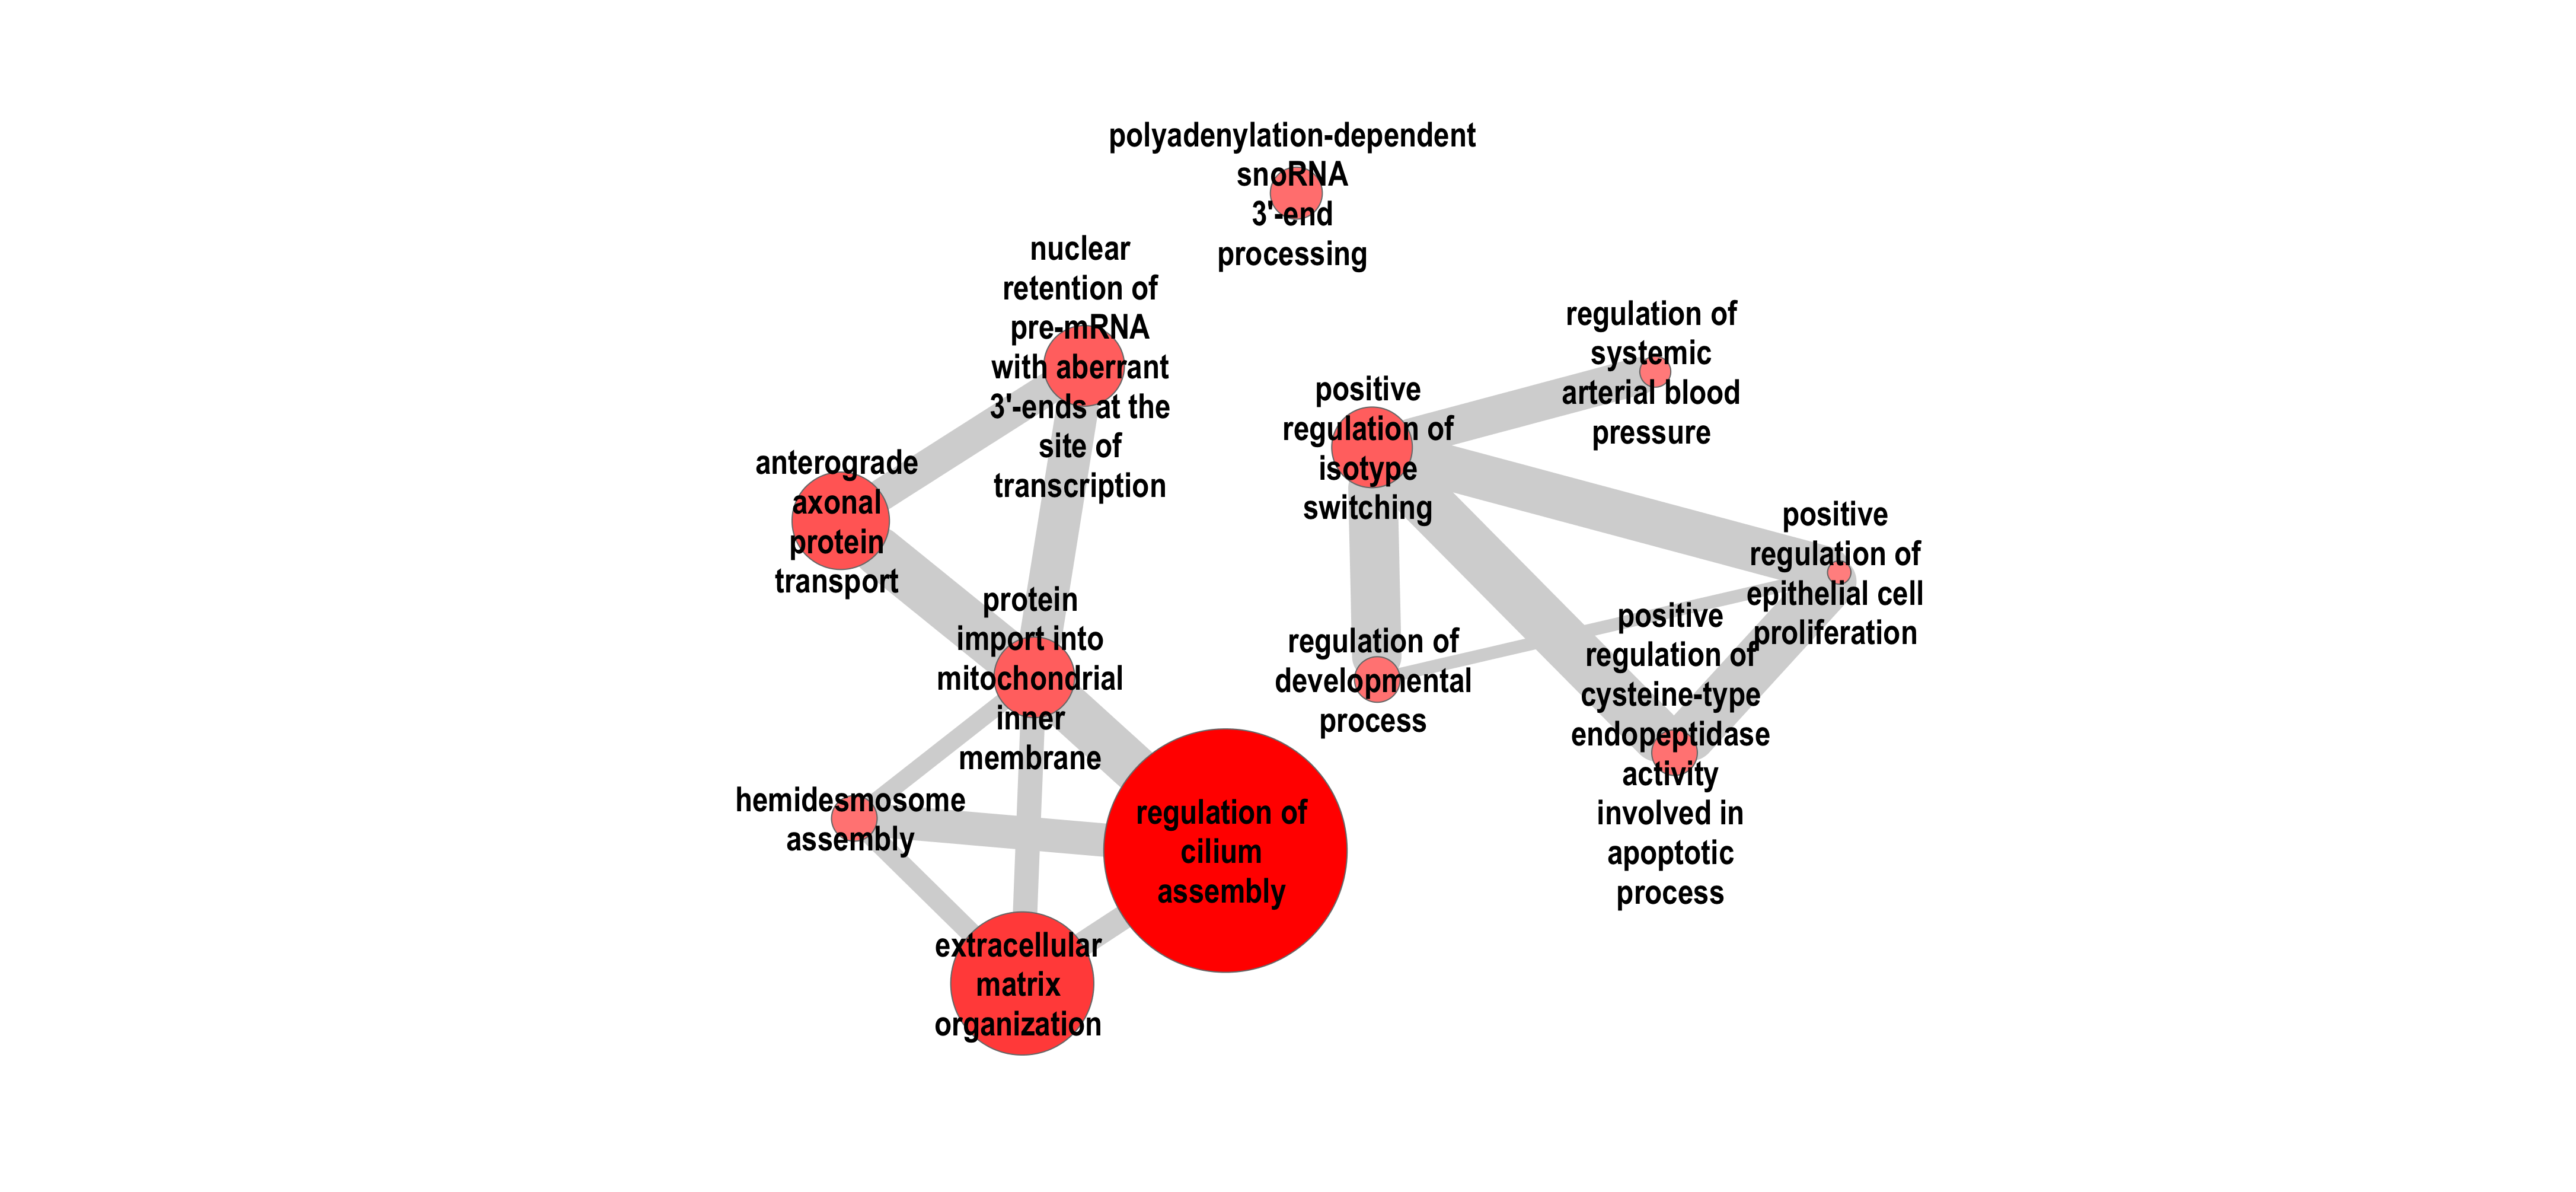 polyadenylation-dependent
snoRNA
3'-end
processing
nuclear
retention of
pre-mRNA
with aberrant
3'-ends at the
site of
transcription
regulation of
systemic
arterial blood
pressure
positive
regulation of
isotype
switching
anterograde
axonal
protein
transport
positive
regulation of
epithelial cell
proliferation
protein
import into
mitochondrial
inner
membrane
regulation of
developmental
process
positive
regulation of
cysteine-type
endopeptidase
activity
involved in
apoptotic
process
hemidesmosome
assembly
regulation of
cilium
assembly
extracellular
matrix
organization